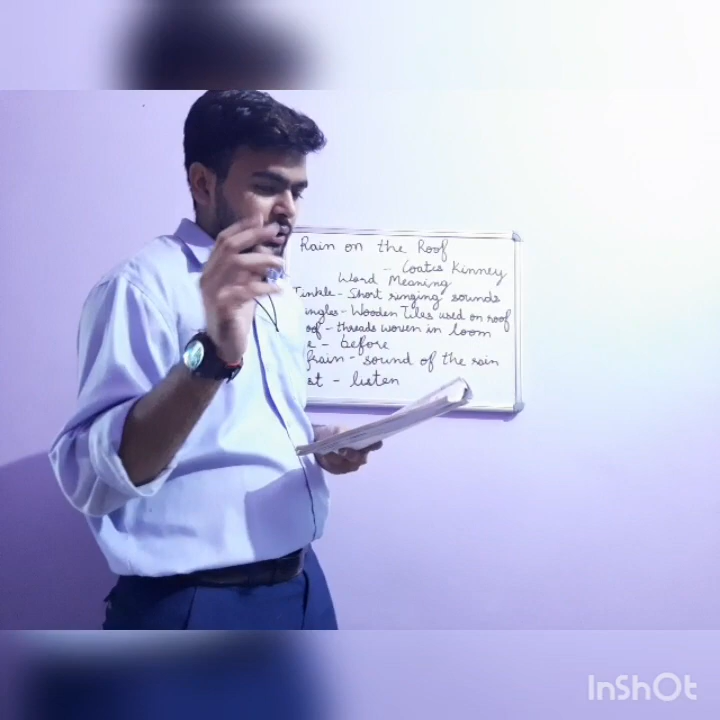 Rain on the Roof
- Coates Kinney
Word Meaning
Tinkle - Short ringing sounds
ingles - Wooden Tiles used on roof
oof - threads woven in loom
e - before
frain - sound of the rain
st - listen
InShOt